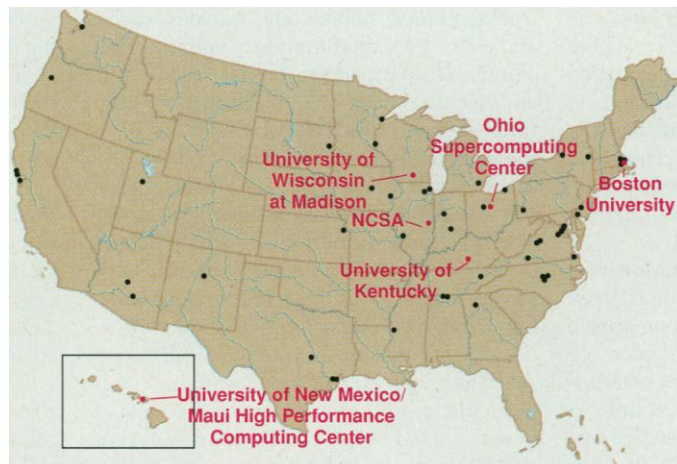 Ohio
Supercomputing
Center
University of
Wisconsin
at Madison
Boston
University
NCSA
University of
Kentucky
University of New Mexico/
Maui High Performance
Computing Center